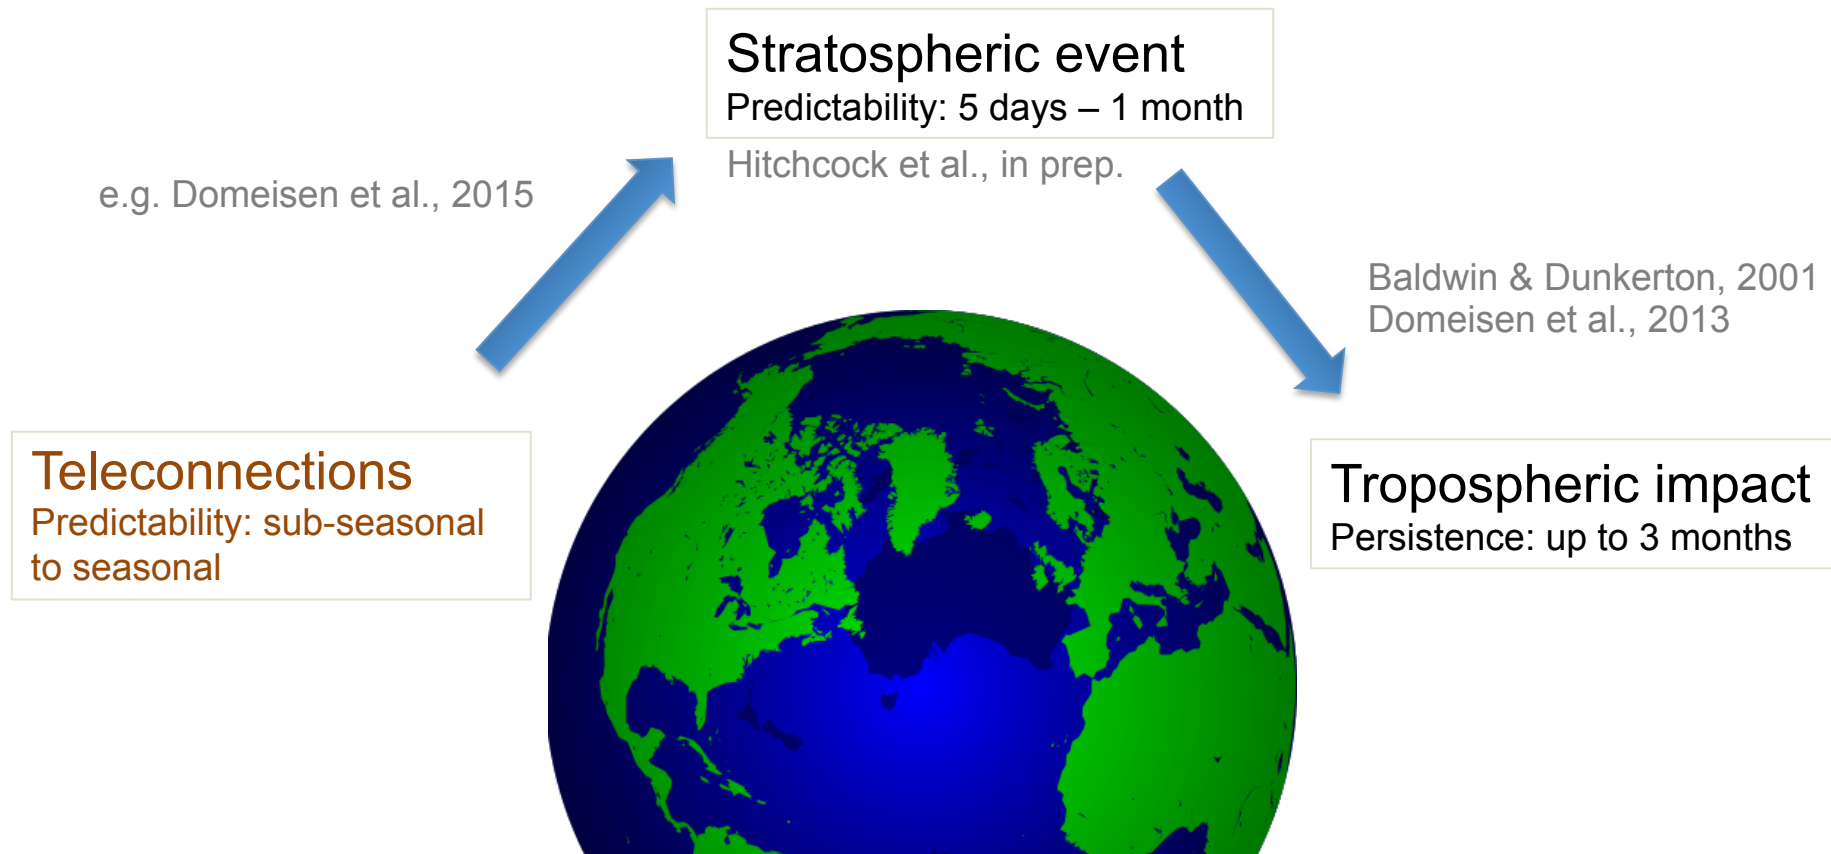 Stratospheric event
Predictability: 5 days – 1 month
Hitchcock et al., in prep.
e.g. Domeisen et al., 2015
Baldwin & Dunkerton, 2001
Domeisen et al., 2013
Teleconnections
Predictability: sub-seasonal
to seasonal
Tropospheric impact
Persistence: up to 3 months